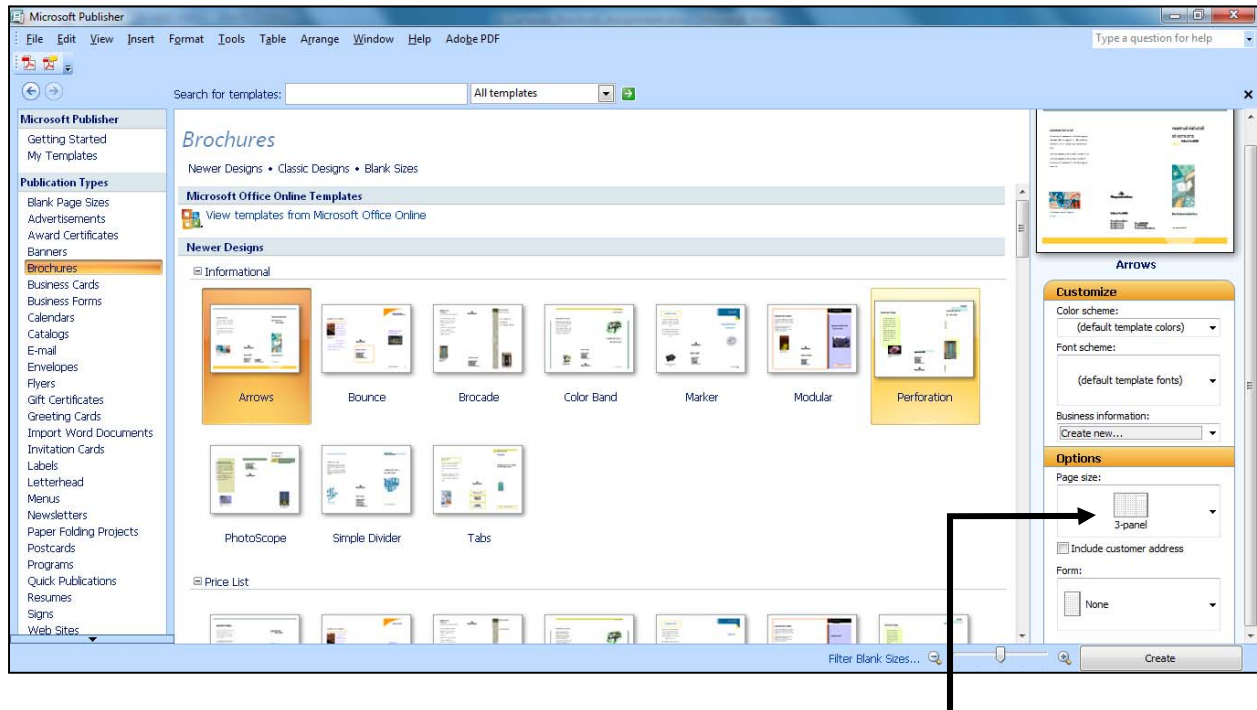 Microsoft Publisher
File Edit View Insert Format Tools Table Arrange Window Help Adobe PDF
Type a question for help
Search for templates:
All templates
Microsoft Publisher
Getting Started
My Templates
Publication Types
Blank Page Sizes
Advertisements
Award Certificates
Banners
Brochures
Business Cards
Business Forms
Calendars
Catalogs
E-mail
Envelopes
Flyers
Gift Certificates
Greeting Cards
Import Word Documents
Invitation Cards
Labels
Letterhead
Menus
Newsletters
Paper Folding Projects
Postcards
Programs
Quick Publications
Resumes
Signs
Web Sites
Brochures
Newer Designs • Classic Designs • Blank Sizes
Microsoft Office Online Templates
View templates from Microsoft Office Online
Newer Designs
Informational
Arrows Bounce Brocade Color Band Marker Modular Perforation
PhotoScope Simple Divider Tabs
Price List
Arrows
Customize
Color scheme:
(default template colors)
Font scheme:
(default template fonts)
Business information:
Create new...
Options
Page size:
3-panel
Include customer address
Form:
None
Filter Blank Sizes...
Create